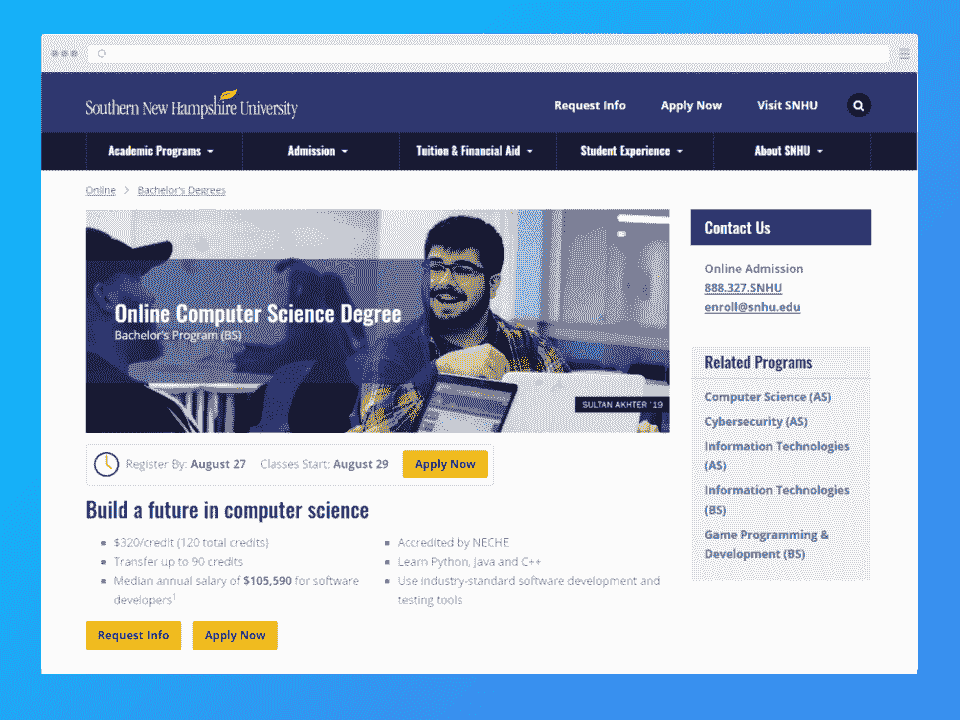 Southern New Hampshire University
Request Info
Apply Now
Visit SNHU
Academic Programs
Admission
Tuition & Financial Aid
Student Experience
About SNHU
Online > Bachelor's Degrees
Online Computer Science Degree
Bachelor's Program (BS)
SULTAN AKHTER '19
Register By: August 27 Classes Start: August 29 Apply Now
Build a future in computer science
$320/credit (120 total credits)
Transfer up to 90 credits
Median annual salary of $105,590 for software
developers1
Accredited by NECHE
Learn Python, Java and C++
Use industry-standard software development and
testing tools
Request Info
Apply Now
Contact Us
Online Admission
888.327.SNHU
enroll@snhu.edu
Related Programs
Computer Science (AS)
Cybersecurity (AS)
Information Technologies
(AS)
Information Technologies
(BS)
Game Programming &
Development (BS)